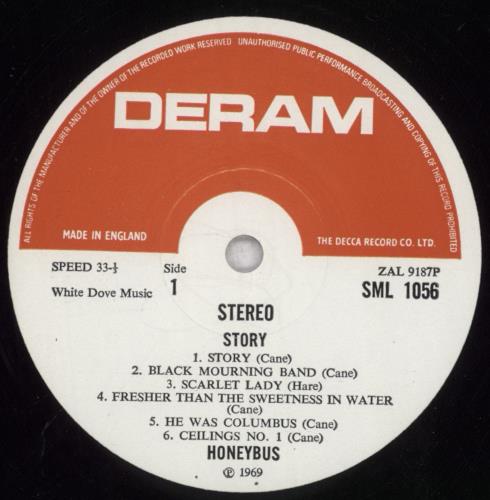 ALL RIGHTS OF THE MANUFACTURER AND OF THE OWNER OF THE RECORDED WORK RESERVED UNAUTHORISED PUBLIC PERFORMANCE BROADCASTING AND COPYING OF THIS RECORD PROHIBITED
DERAM
MADE IN ENGLAND
THE DECCA RECORD CO. LTD.
SPEED 33-⅓
Side
ZAL 9187P
White Dove Music
1
SML 1056
STEREO
STORY
1. STORY (Cane)
2. BLACK MOURNING BAND (Cane)
3. SCARLET LADY (Hare)
4. FRESHER THAN THE SWEETNESS IN WATER
(Cane)
5. HE WAS COLUMBUS (Cane)
6. CEILINGS NO. 1 (Cane)
HONEYBUS
℗ 1969